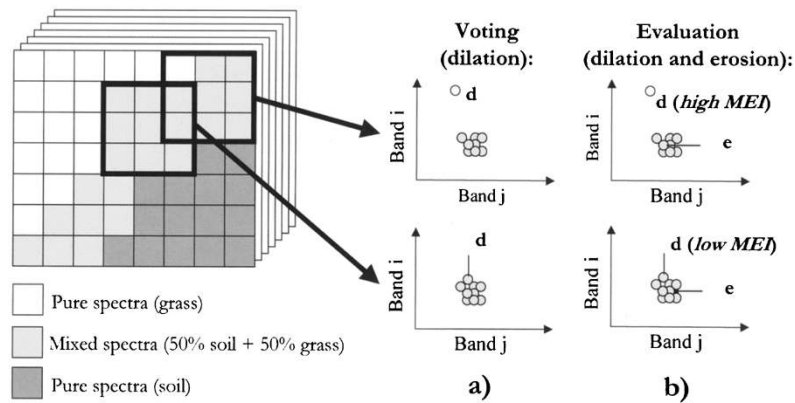 Voting
(dilation):
Evaluation
(dilation and erosion):
d
Band i
Band j
d (high MEI)
e
Band i
Band j
d
Band i
Band j
d (low MEI)
e
Band i
Band j
Pure spectra (grass)
Mixed spectra (50% soil + 50% grass)
Pure spectra (soil)
a)
b)